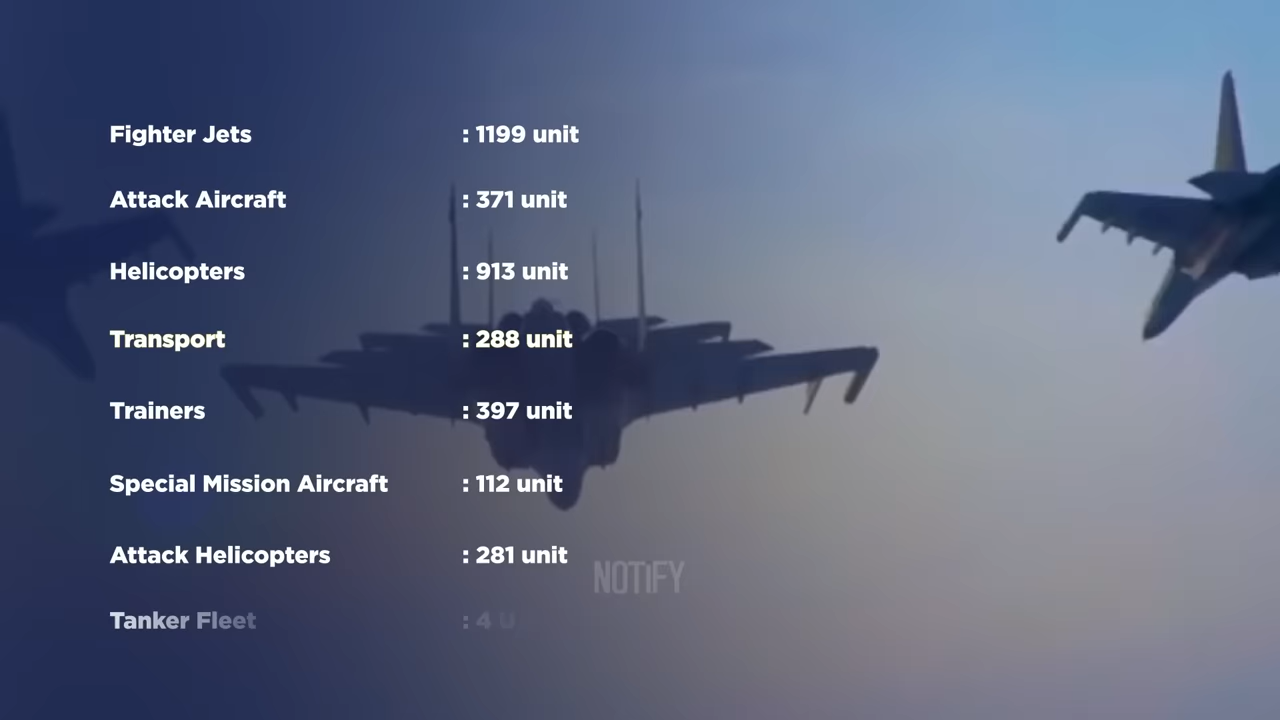 Fighter Jets : 1199 unit
Attack Aircraft : 371 unit
Helicopters : 913 unit
Transport : 288 unit
Trainers : 397 unit
Special Mission Aircraft : 112 unit
Attack Helicopters : 281 unit
NOTiFY
Tanker Fleet : 4 U